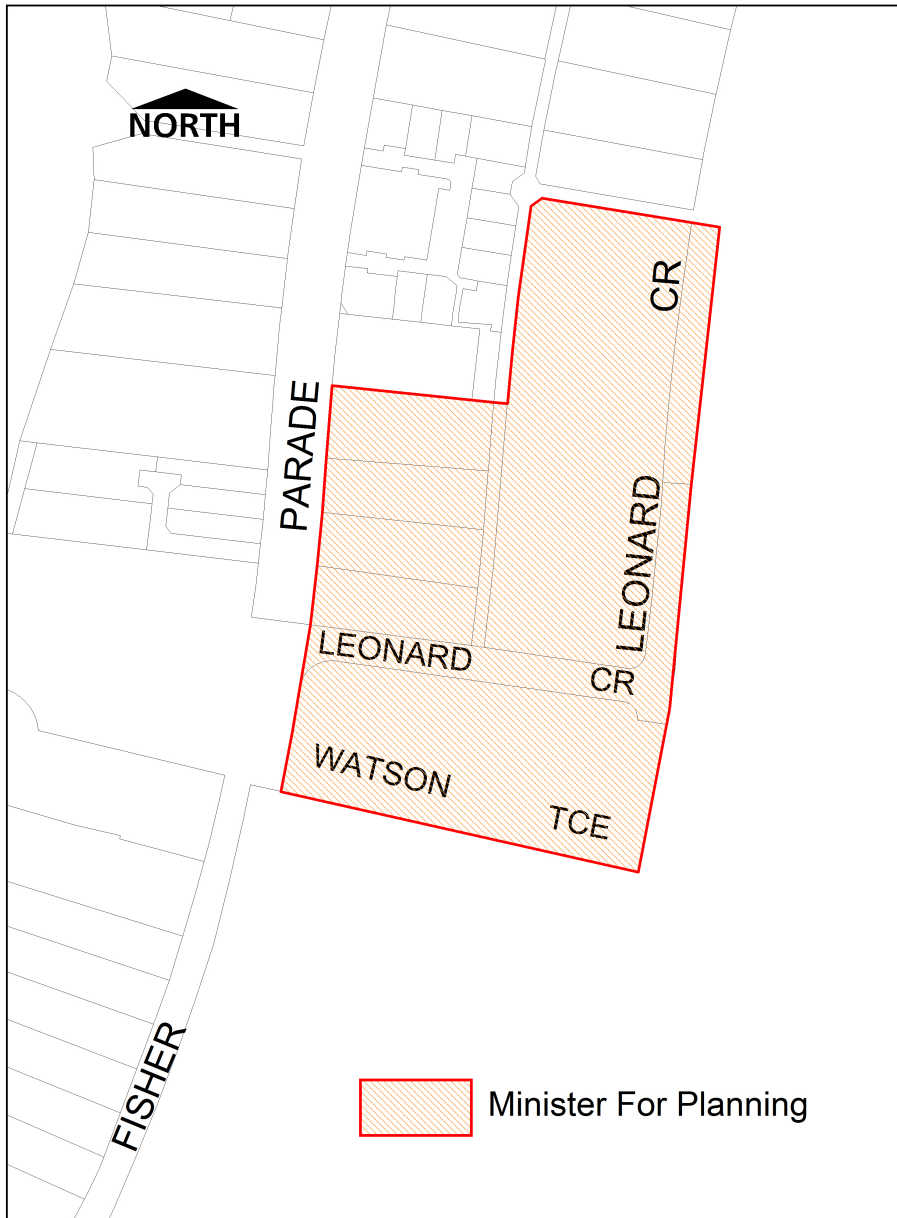 NORTH
CR
PARADE
LEONARD
LEONARD
CR
WATSON
TCE
FISHER
Minister For Planning